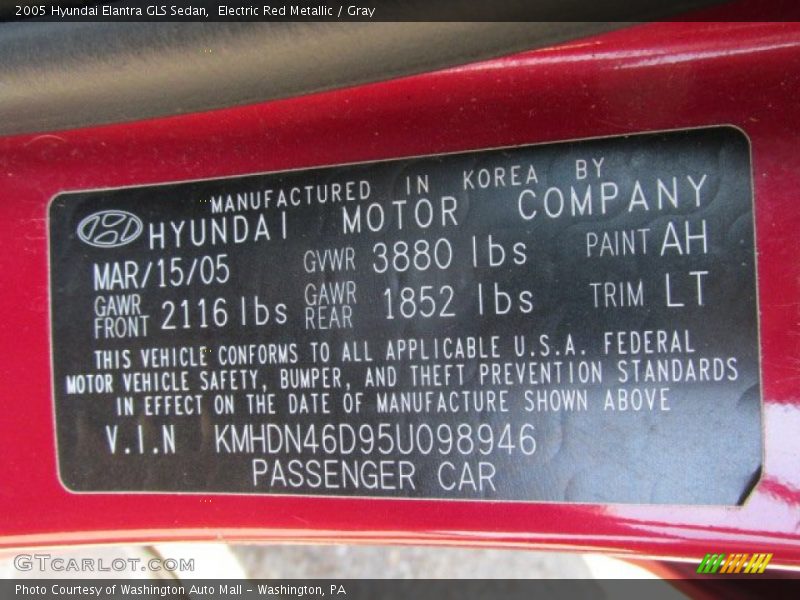 2005 Hyundai Elantra GLS Sedan,  Electric Red Metallic / Gray
MANUFACTURED IN KOREA BY
HYUNDAI MOTOR COMPANY
MAR/15/05 GVWR 3880 lbs PAINT AH
GAWR FRONT 2116 lbs GAWR REAR 1852 lbs TRIM LT
THIS VEHICLE CONFORMS TO ALL APPLICABLE U.S.A. FEDERAL
MOTOR VEHICLE SAFETY, BUMPER, AND THEFT PREVENTION STANDARDS
IN EFFECT ON THE DATE OF MANUFACTURE SHOWN ABOVE
V.I.N KMHDN46D95U098946
PASSENGER CAR
GTCARLOT.COM
Photo Courtesy of Washington Auto Mall - Washington, PA